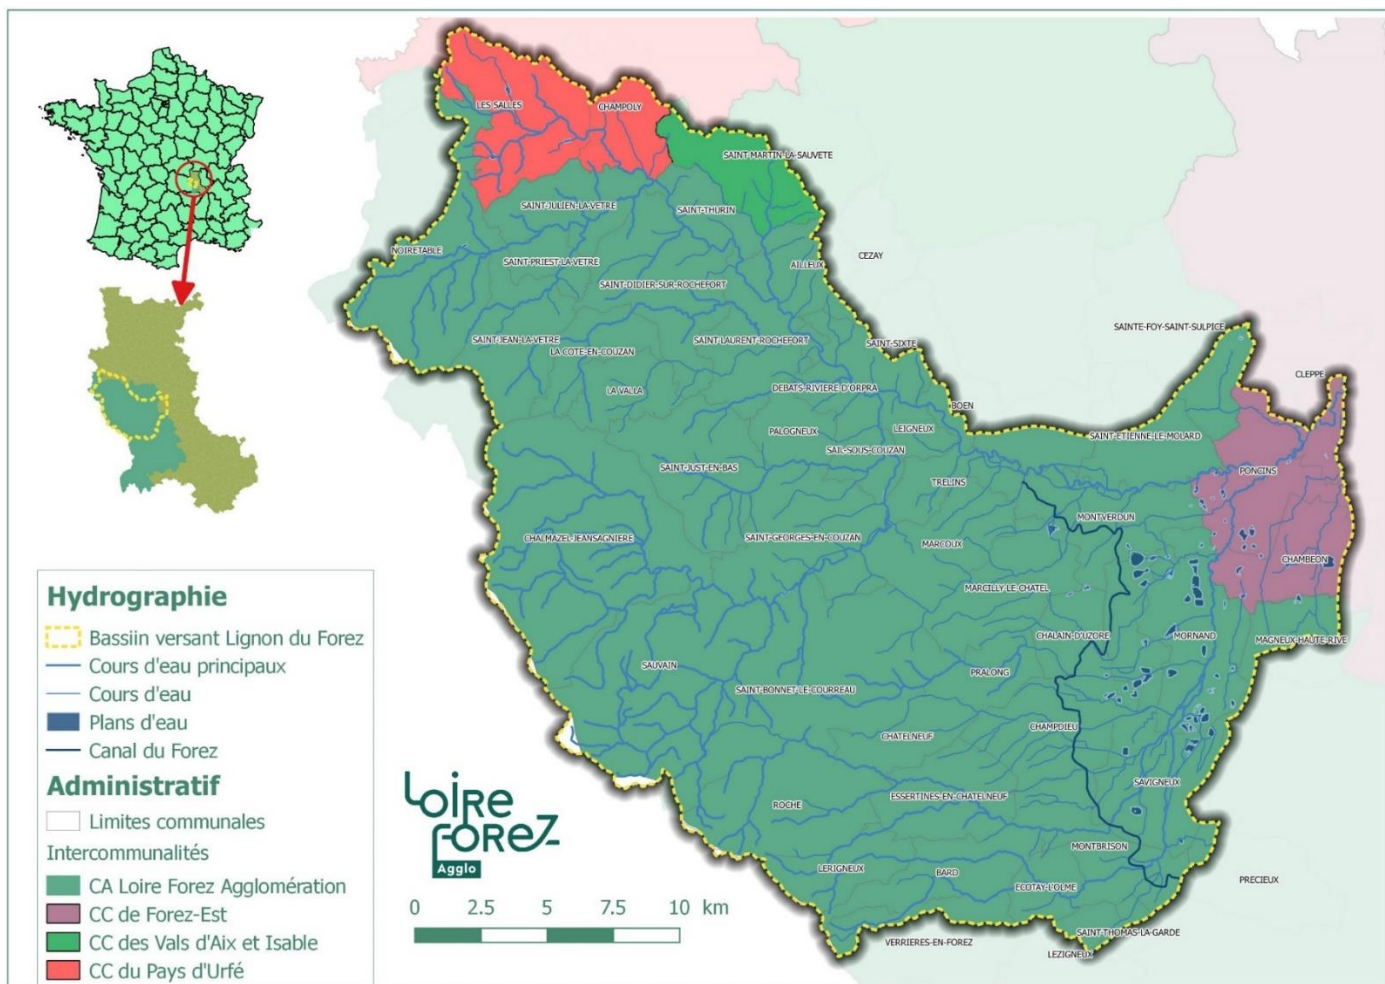 LES SALLES
CHAMPOLY
SAINT-MARTIN-LA-SAUVETE
SAINT-JULIEN-LA-VETRE
SAINT-THURIN
NOIRETABLE
CEZAY
SAINT-PRIEST-LA-VETRE
AILLEUX
SAINT-DIDIER-SUR-ROCHEFORT
SAINTE-FOY-SAINT-SULPICE
SAINT-JEAN-LA-VETRE
SAINT-LAURENT-ROCHEFORT
SAINT-SIXTE
LA COTE-EN-COUZAN
CLEPPE
LA VALLA
DEBATS-RIVIERE-D'ORPRA
BOEN
PALOGNEUX
LEIGNEUX
SAINT-ETIENNE-LE-MOLARD
SAIL-SOUS-COUZAN
SAINT-JUST-EN-BAS
PONCINS
TRELINS
MONTVERDUN
CHALMAZEL-JEANSAGNIERE
SAINT-GEORGES-EN-COUZAN
MARCOUX
CHAMBEON
MARCILLY-LE-CHATEL
CHALAIN-D'UZORE
MORNAND
MAGNEUX-HAUTE-RIVE
SAUVAIN
PRALONG
SAINT-BONNET-LE-COURREAU
CHATELNEUF
CHAMPDIEU
SAVIGNEUX
ROCHE
ESSERTINES-EN-CHATELNEUF
MONTBRISON
LERIGNEUX
BARD
ECOTAY-L'OLME
PRECIEUX
SAINT-THOMAS-LA-GARDE
VERRIERES-EN-FOREZ
LEZIGNEUX
Hydrographie
Bassiin versant Lignon du Forez
Cours d'eau principaux
Cours d'eau
Plans d'eau
Canal du Forez
Administratif
Limites communales
Intercommunalités
CA Loire Forez Agglomération
CC de Forez-Est
CC des Vals d'Aix et Isable
CC du Pays d'Urfé
Loire
Forez
Agglo
0 2.5 5 7.5 10 km